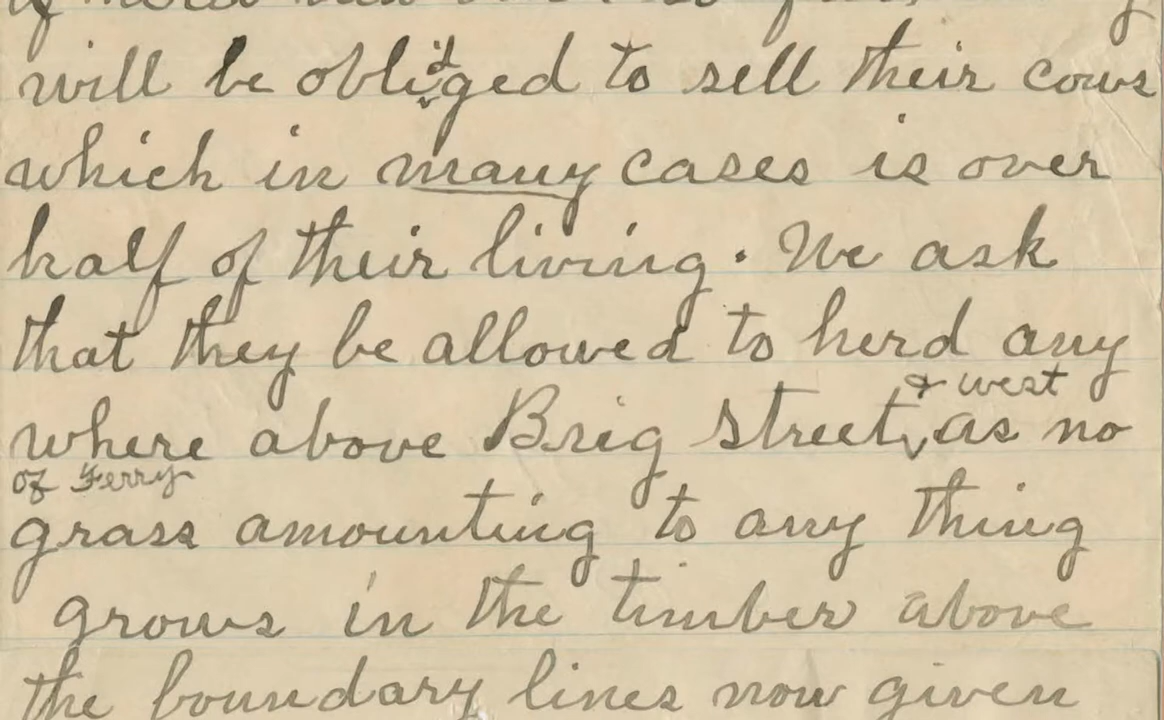 will be oblidged to sell their cows
which in many cases is over
half of their living. We ask
that they be allowed to herd any
& west
where above Brig street, as no
of Ferry
grass amounting to any thing
grows in the timber above
the boundary lines now given